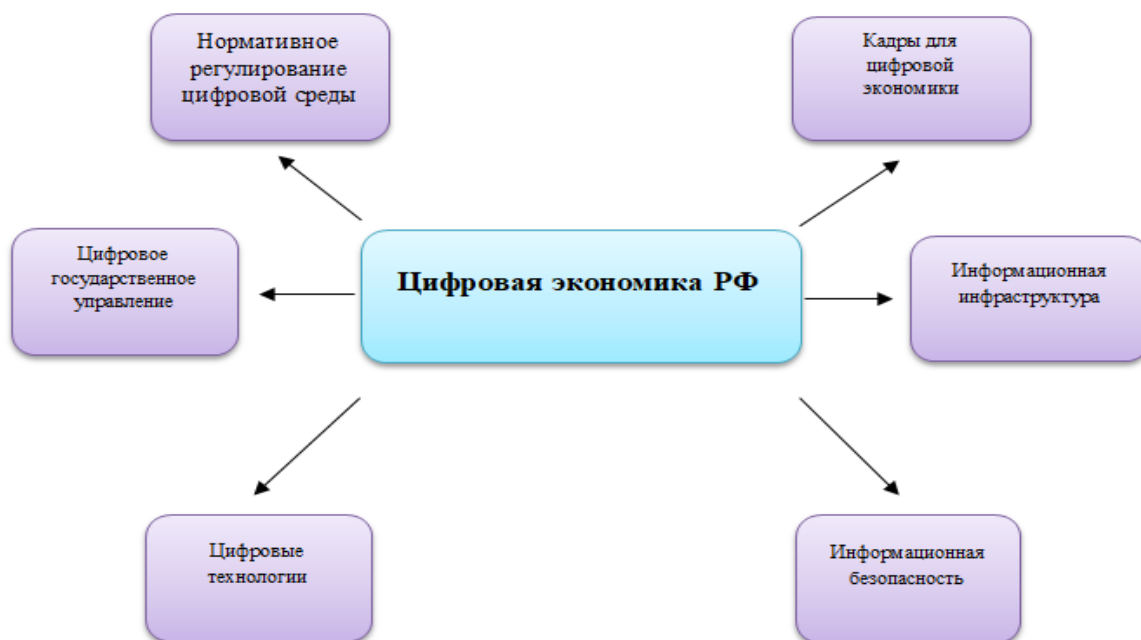 Нормативное
регулирование
цифровой среды
Кадры для
цифровой
экономики
Цифровое
государственное
управление
Цифровая экономика РФ
Информационная
инфраструктура
Цифровые
технологии
Информационная
безопасность